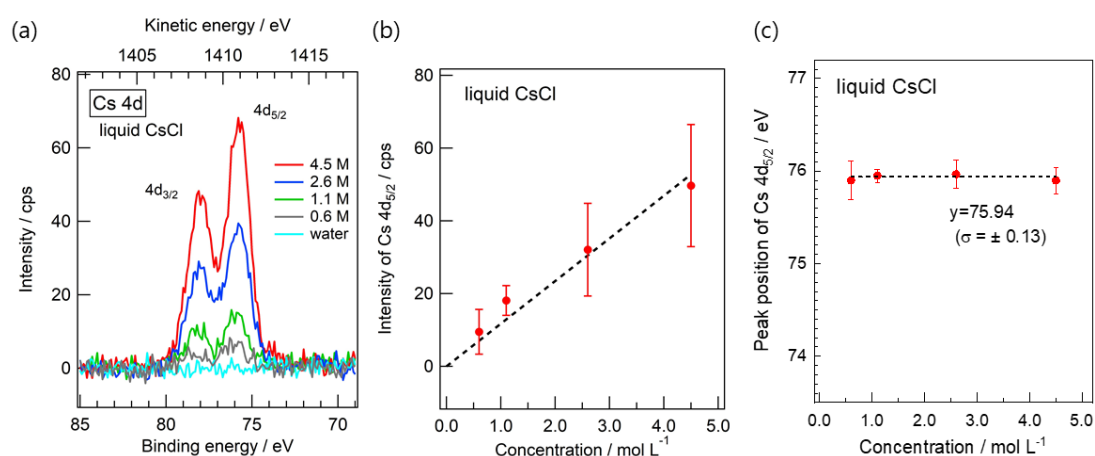 (a)
Kinetic energy / eV
1405 1410 1415
80
60
40
20
0
Intensity / cps
Cs 4d
liquid CsCl
4d5/2
4d3/2
4.5 M
2.6 M
1.1 M
0.6 M
water
85 80 75 70
Binding energy / eV
(b)
80
60
40
20
0
Intensity of Cs 4d5/2 / cps
liquid CsCl
0.0 1.0 2.0 3.0 4.0 5.0
Concentration / mol L-1
(c)
77
76
75
74
Peak position of Cs 4d5/2 / eV
liquid CsCl
y=75.94
(σ = ± 0.13)
0.0 1.0 2.0 3.0 4.0 5.0
Concentration / mol L-1